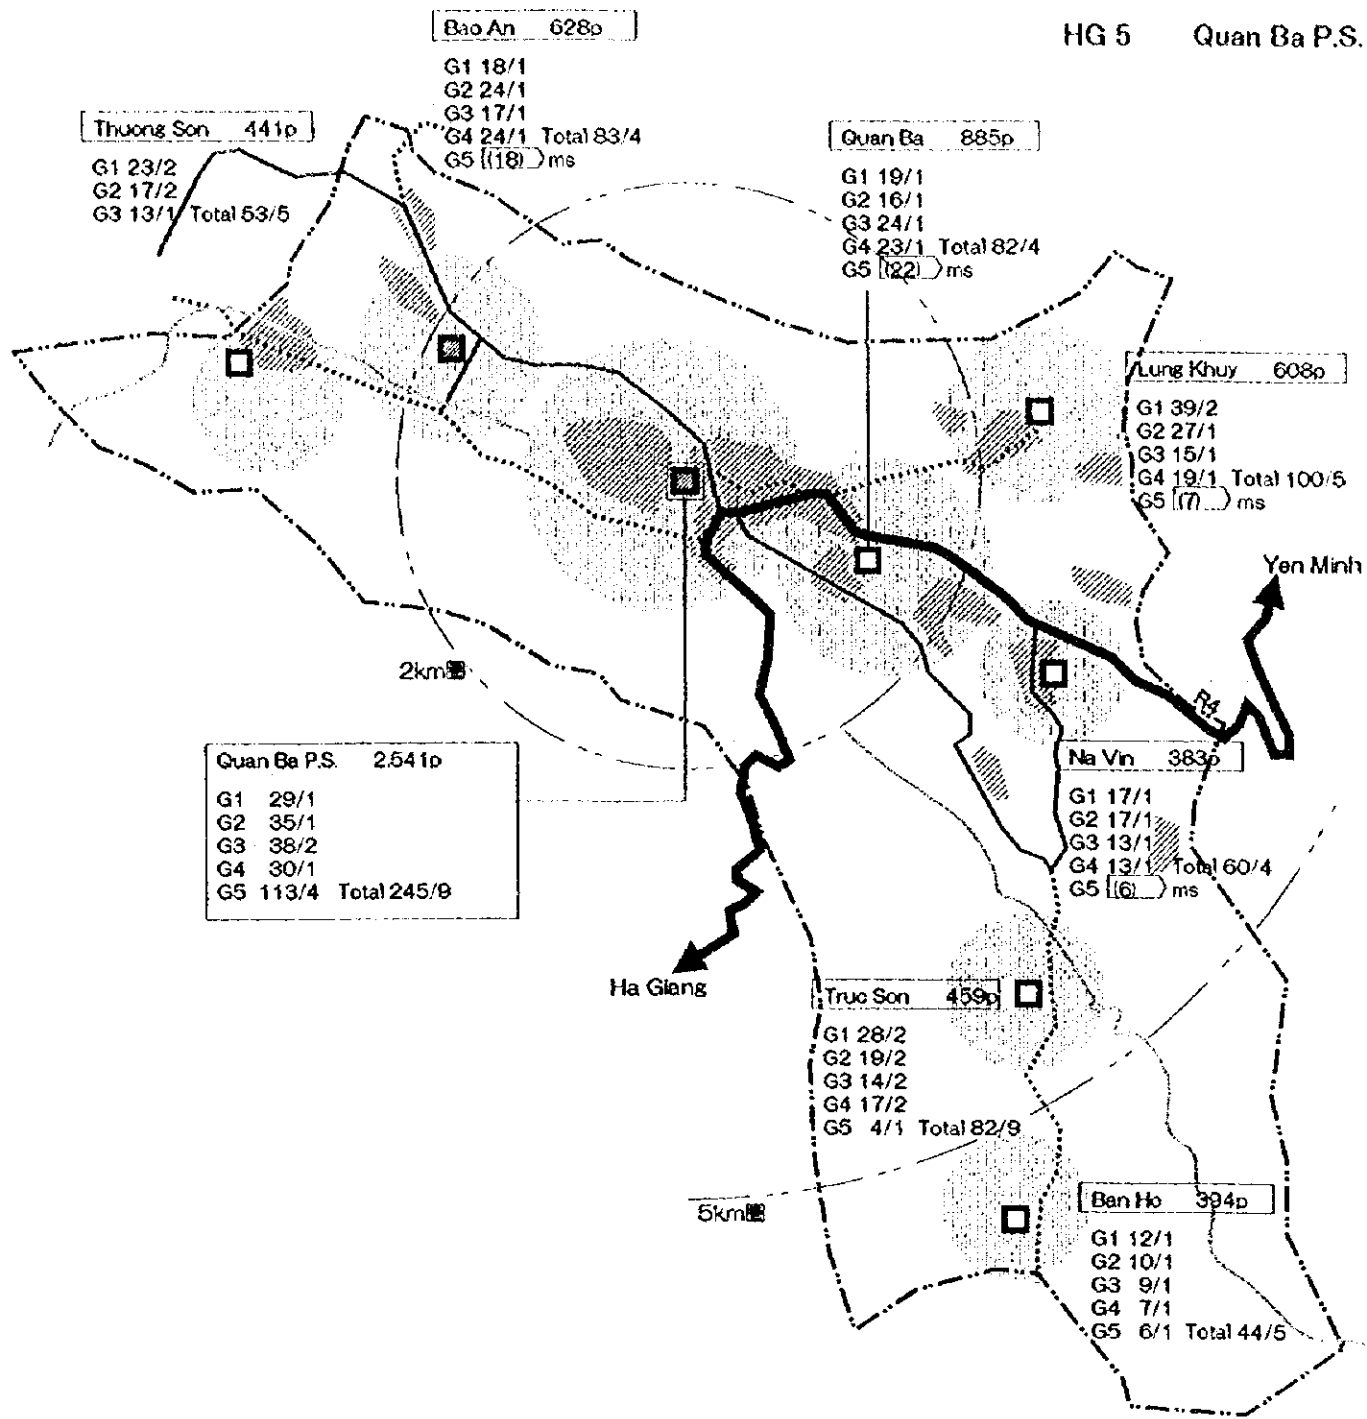 HG 5 Quan Ba P.S.
Bao An 628p
G1 18/1
G2 24/1
G3 17/1
G4 24/1 Total 83/4
G5 (18) ms
Thuong Son 441p
G1 23/2
G2 17/2
G3 13/1 Total 53/5
Quan Ba 885p
G1 19/1
G2 16/1
G3 24/1
G4 23/1 Total 82/4
G5 (22) ms
Lung Khuy 608p
G1 39/2
G2 27/1
G3 15/1
G4 19/1 Total 100/5
G5 (7) ms
Yen Minh
R4
2km圏
Quan Ba P.S. 2.541p
G1 29/1
G2 35/1
G3 38/2
G4 30/1
G5 113/4 Total 245/9
Na Vin 383p
G1 17/1
G2 17/1
G3 13/1
G4 13/1 Total 60/4
G5 (6) ms
Ha Giang
Truc Son 459p
G1 28/2
G2 19/2
G3 14/2
G4 17/2
G5 4/1 Total 82/9
5km圏
Ban Ho 394p
G1 12/1
G2 10/1
G3 9/1
G4 7/1
G5 6/1 Total 44/5